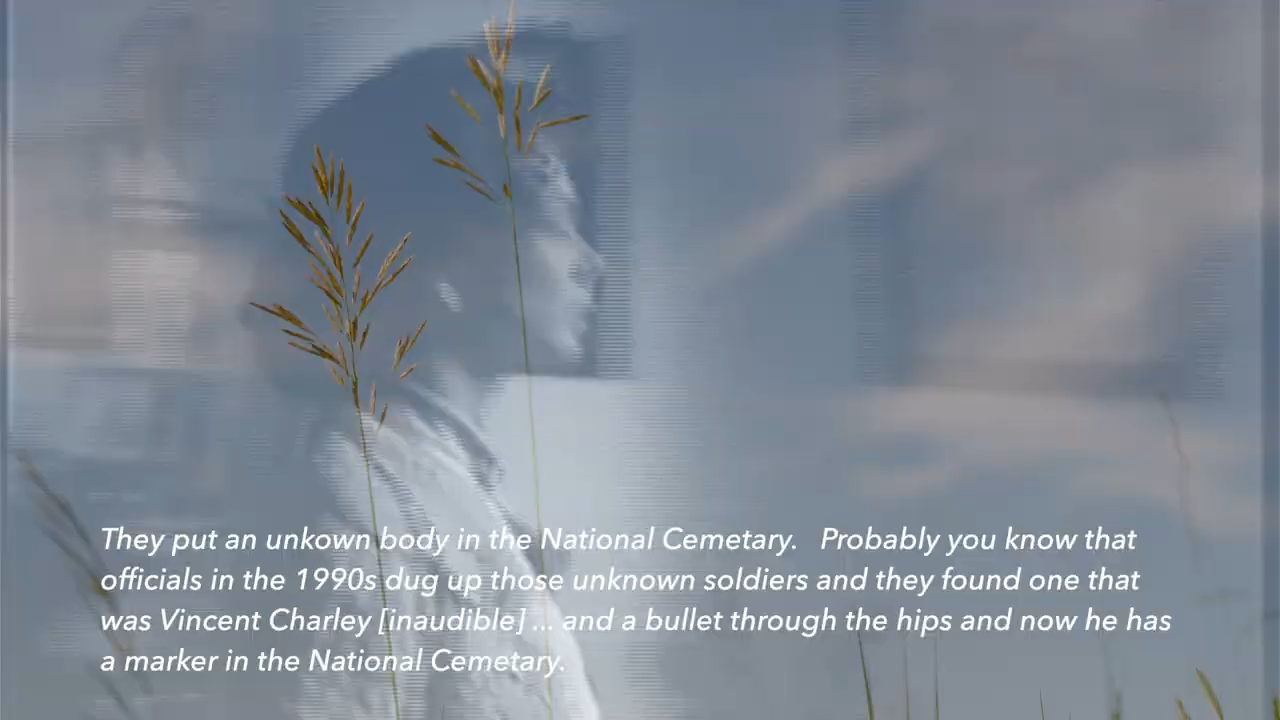 They put an unkown body in the National Cemetary.   Probably you know that
officials in the 1990s dug up those unknown soldiers and they found one that
was Vincent Charley [inaudible] ... and a bullet through the hips and now he has
a marker in the National Cemetary.